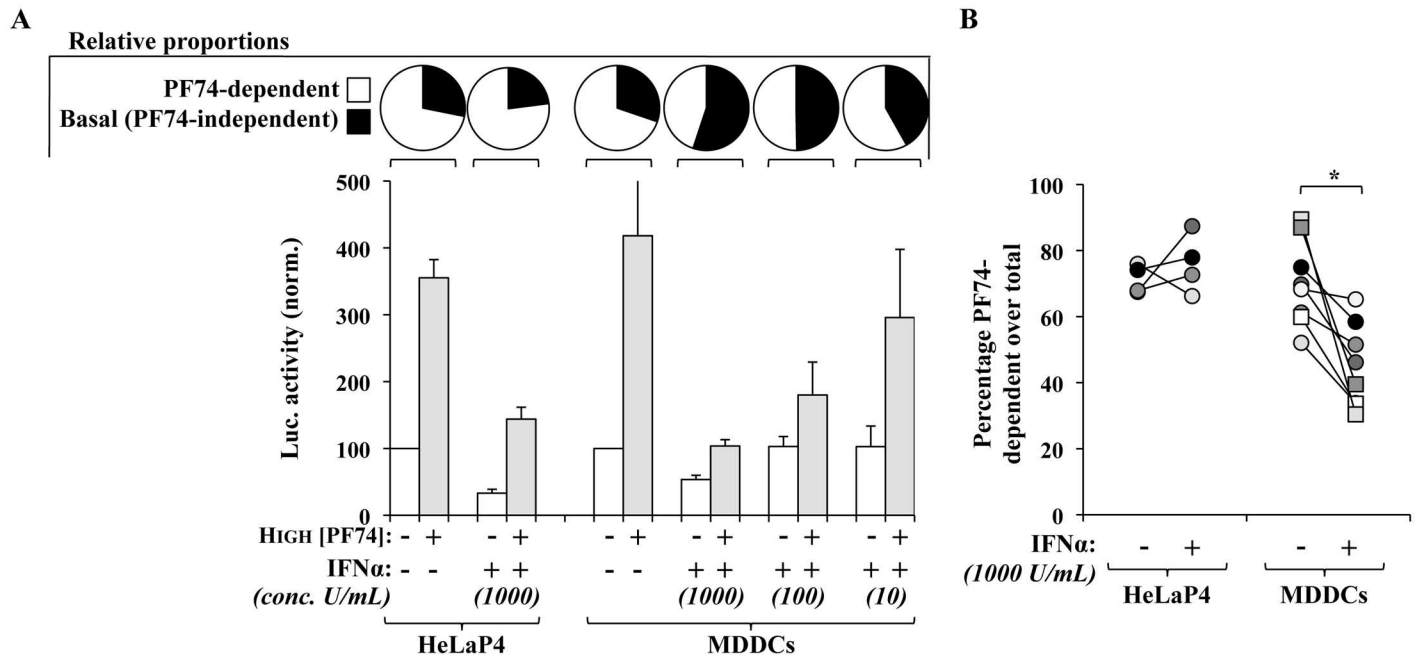 A
Relative proportions
PF74-dependent
Basal (PF74-independent)
500
400
300
200
100
0
Luc. activity (norm.)
HIGH [PF74]: - + - + - + - + - + - +
IFNα: - - + + - - + + + + + +
(conc. U/mL) (1000) (1000) (100) (10)
HeLaP4 MDDCs
B
*
100
80
60
40
20
0
Percentage PF74-
dependent over total
IFNα: - + - +
(1000 U/mL)
HeLaP4 MDDCs